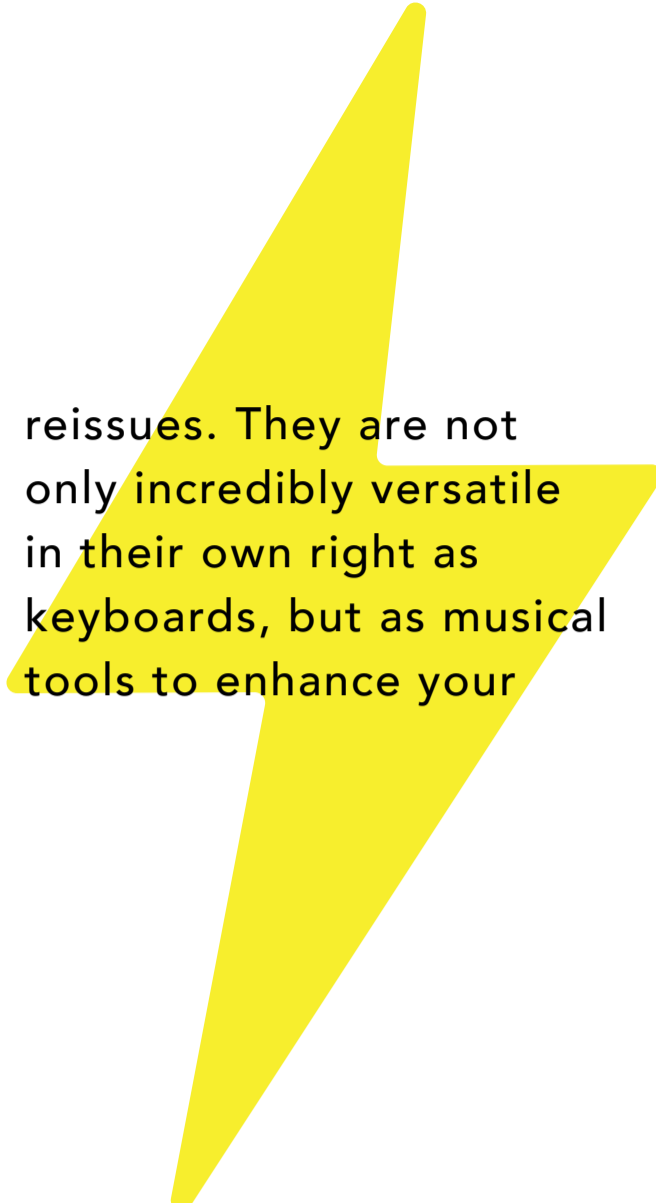 reissues. They are not
only incredibly versatile
in their own right as
keyboards, but as musical
tools to enhance your